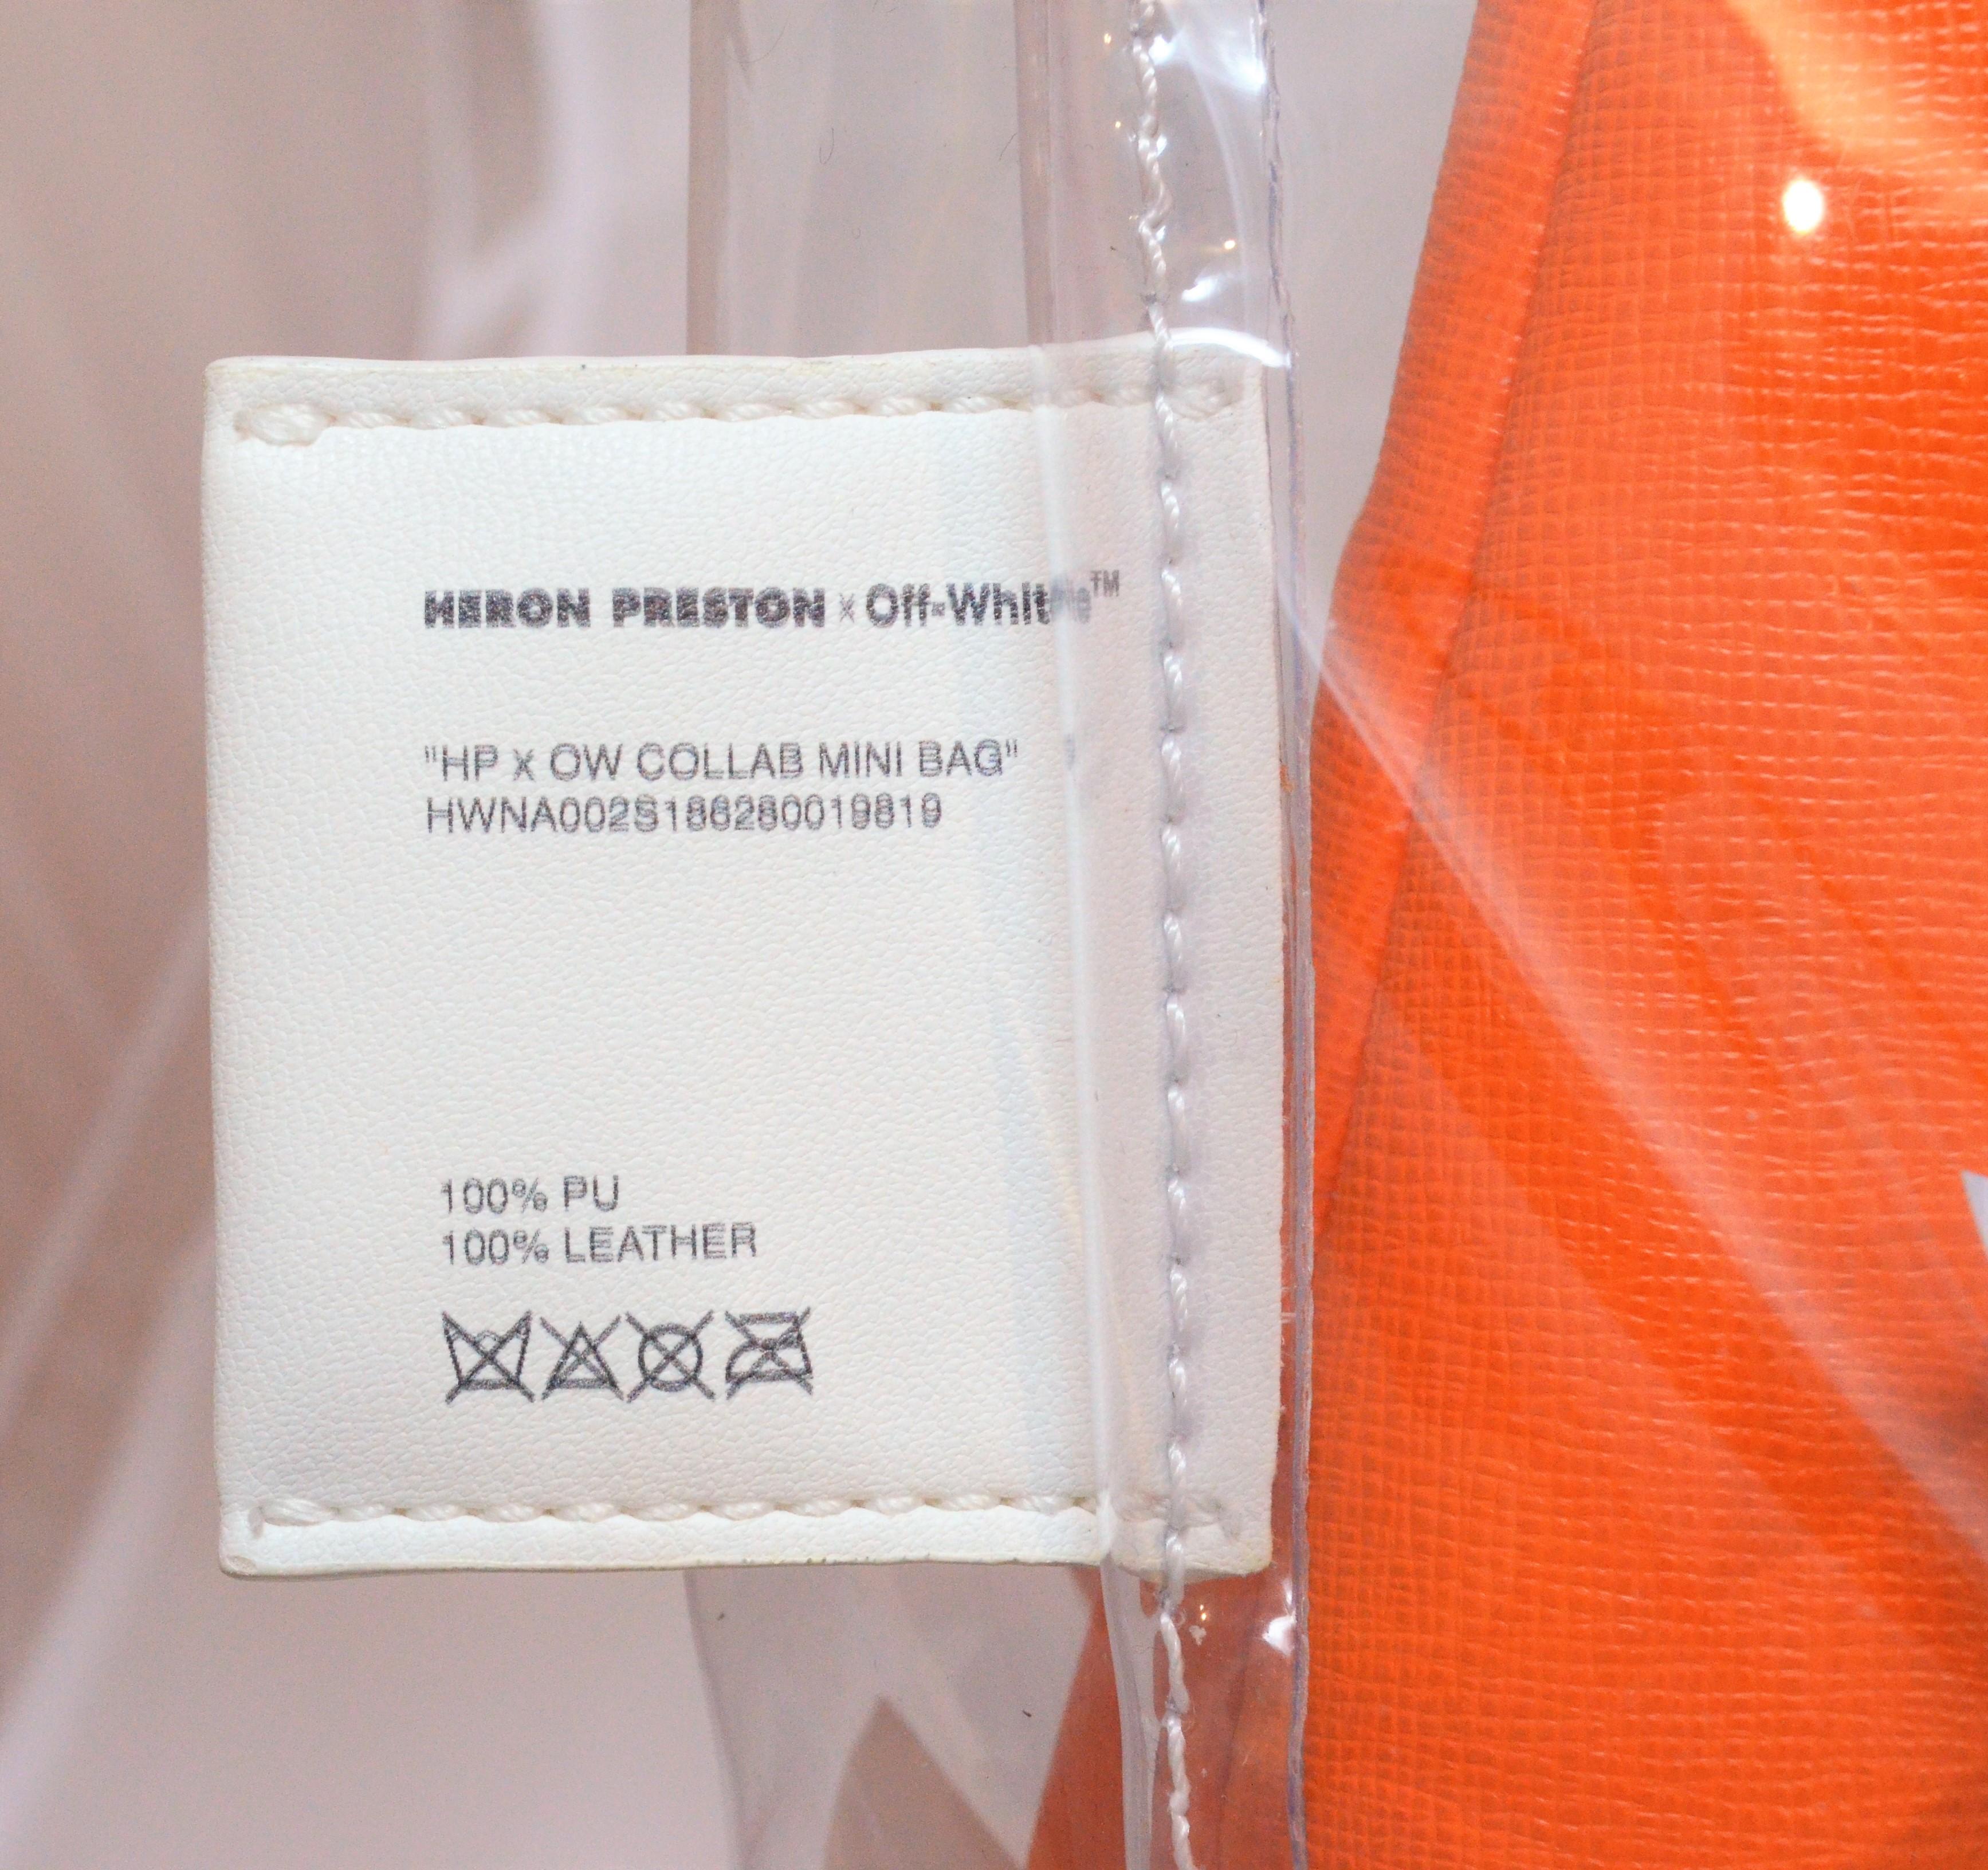 HERON PRESTON x Off-White™
"HP x OW COLLAB MINI BAG"
HWNA002S186280019819
100% PU
100% LEATHER